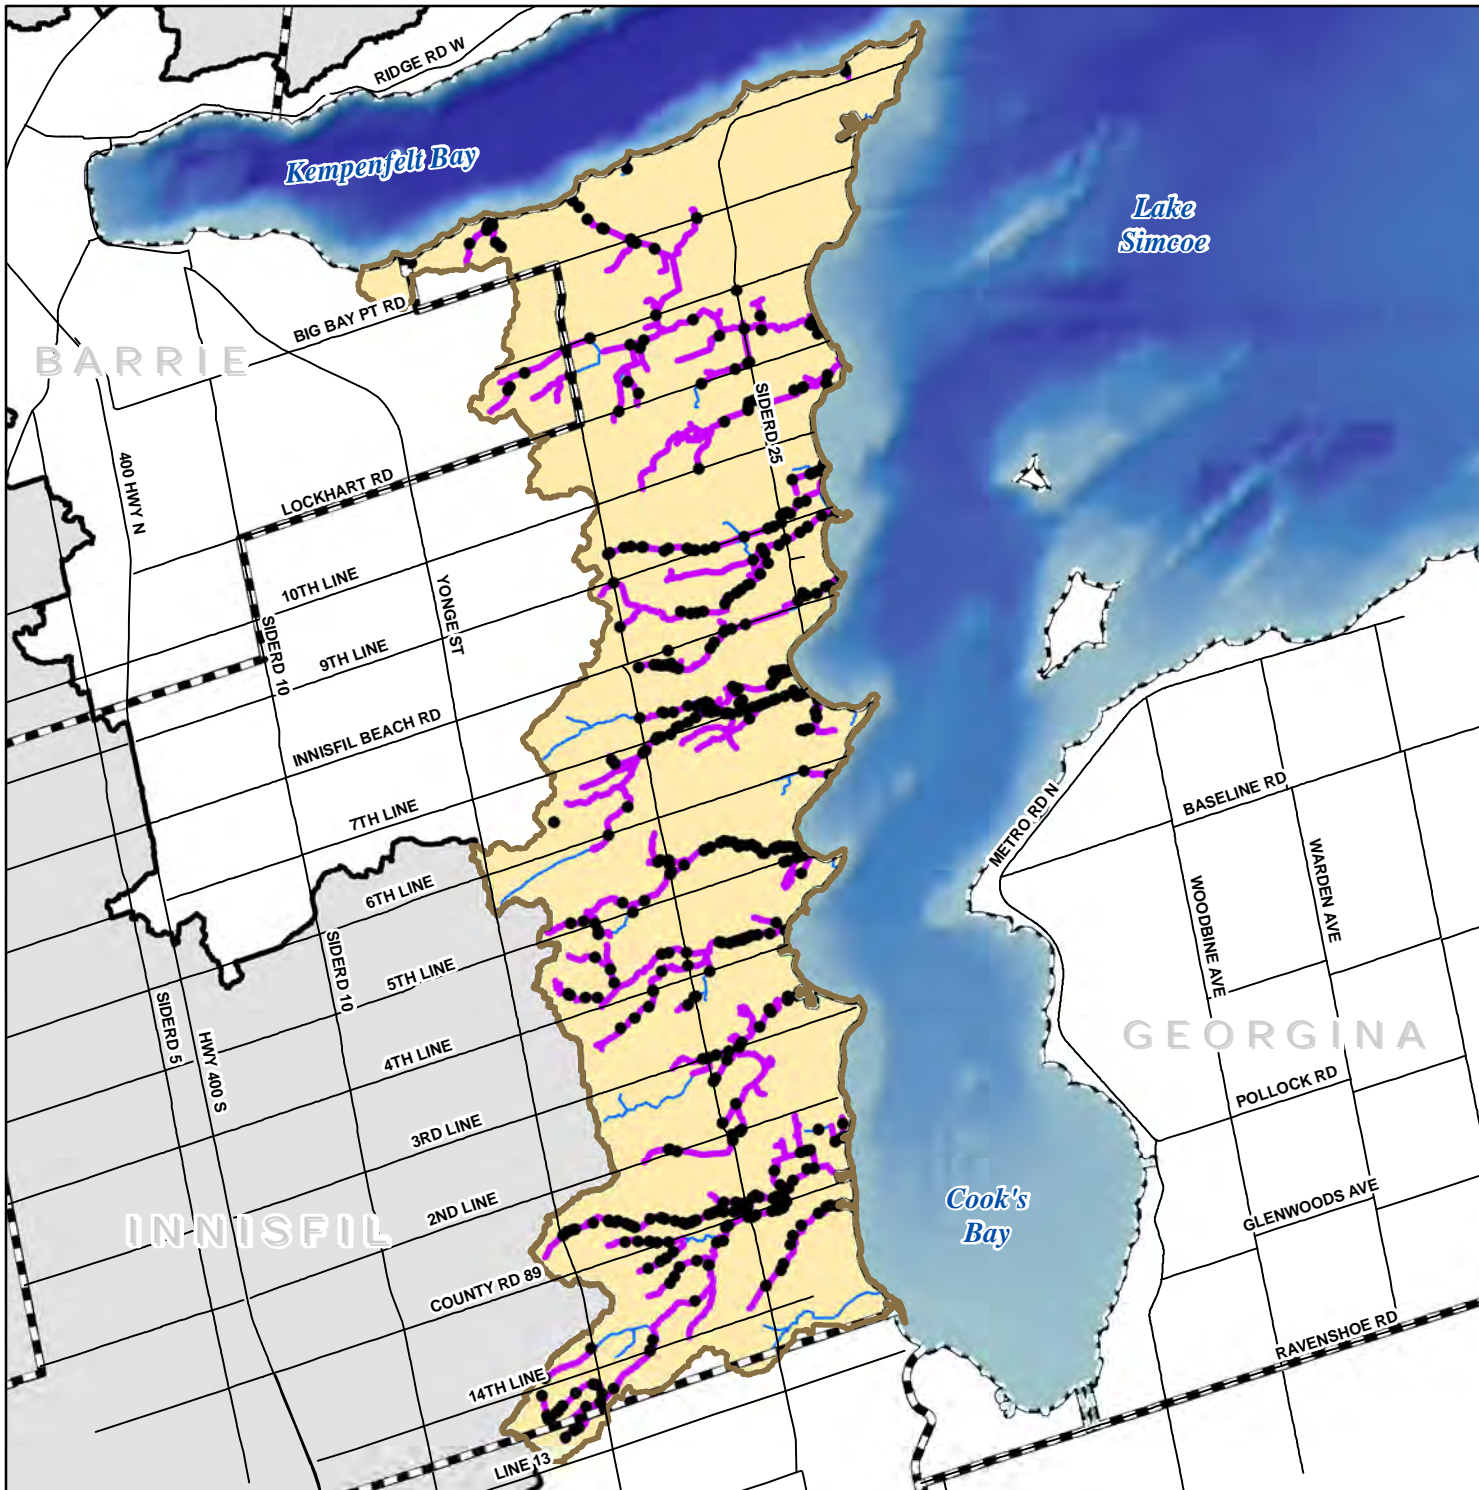 RIDGE RD W
Kempenfelt Bay
Lake
Simcoe
BIG BAY PT RD
BARRIE
SIDERD 25
400 HWY N
LOCKHART RD
10TH LINE
YONGE ST
SIDERD 10
9TH LINE
INNISFIL BEACH RD
7TH LINE
METRO RD N
BASELINE RD
WARDEN AVE
WOODBINE AVE
6TH LINE
SIDERD 10
5TH LINE
SIDERD 5
HWY 400 S
4TH LINE
GEORGINA
POLLOCK RD
3RD LINE
INNISFIL
2ND LINE
Cook's
Bay
GLENWOODS AVE
COUNTY RD 89
RAVENSHOE RD
14TH LINE
LINE 13